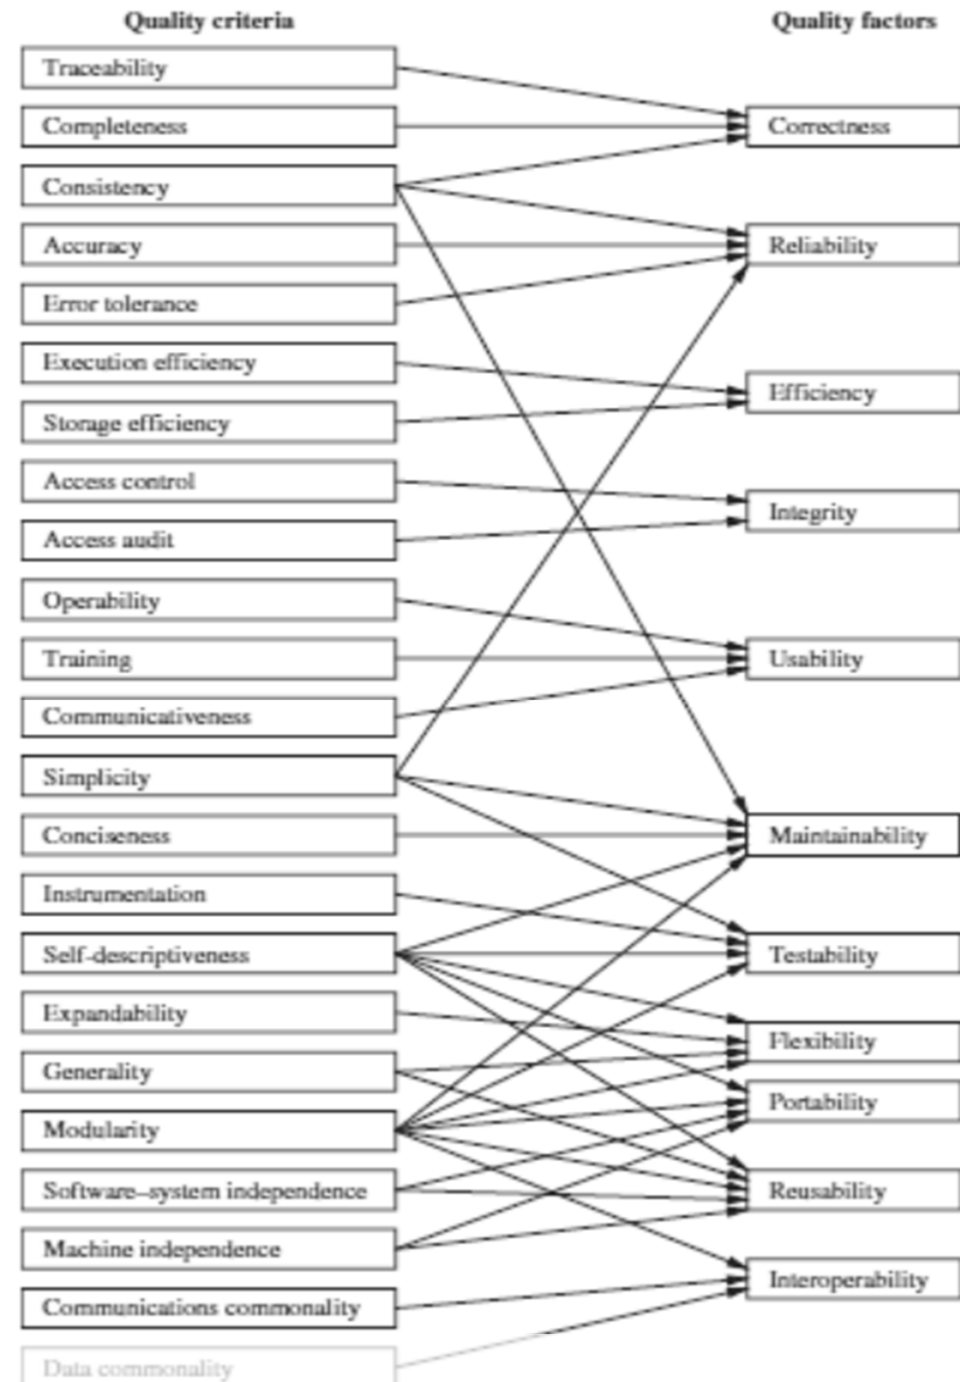 Quality criteria
Quality factors
Traceability
Completeness
Correctness
Consistency
Accuracy
Reliability
Error tolerance
Execution efficiency
Efficiency
Storage efficiency
Access control
Integrity
Access audit
Operability
Training
Usability
Communicativeness
Simplicity
Conciseness
Maintainability
Instrumentation
Self-descriptiveness
Testability
Expandability
Flexibility
Generality
Portability
Modularity
Software–system independence
Reusability
Machine independence
Interoperability
Communications commonality
Data commonality